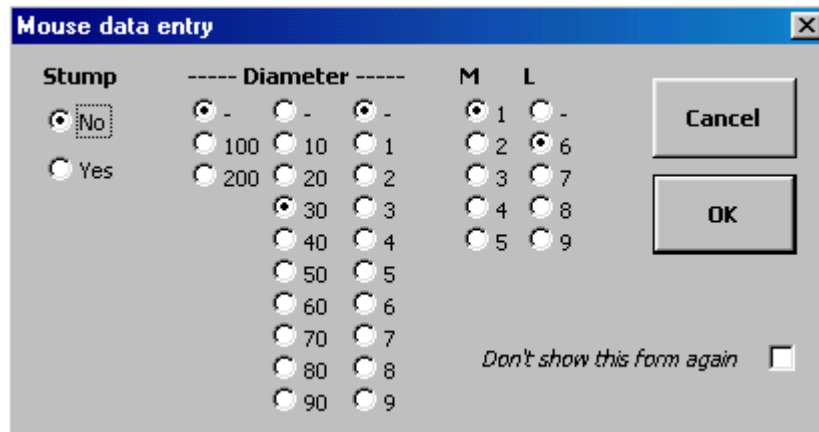 Mouse data entry
Stump ----- Diameter ----- M L
No - - - 1 - Cancel
100 10 1 2 6
Yes 200 20 2 3 7
30 3 4 8 OK
40 4 5 9
50 5
60 6
70 7 Don't show this form again
80 8
90 9